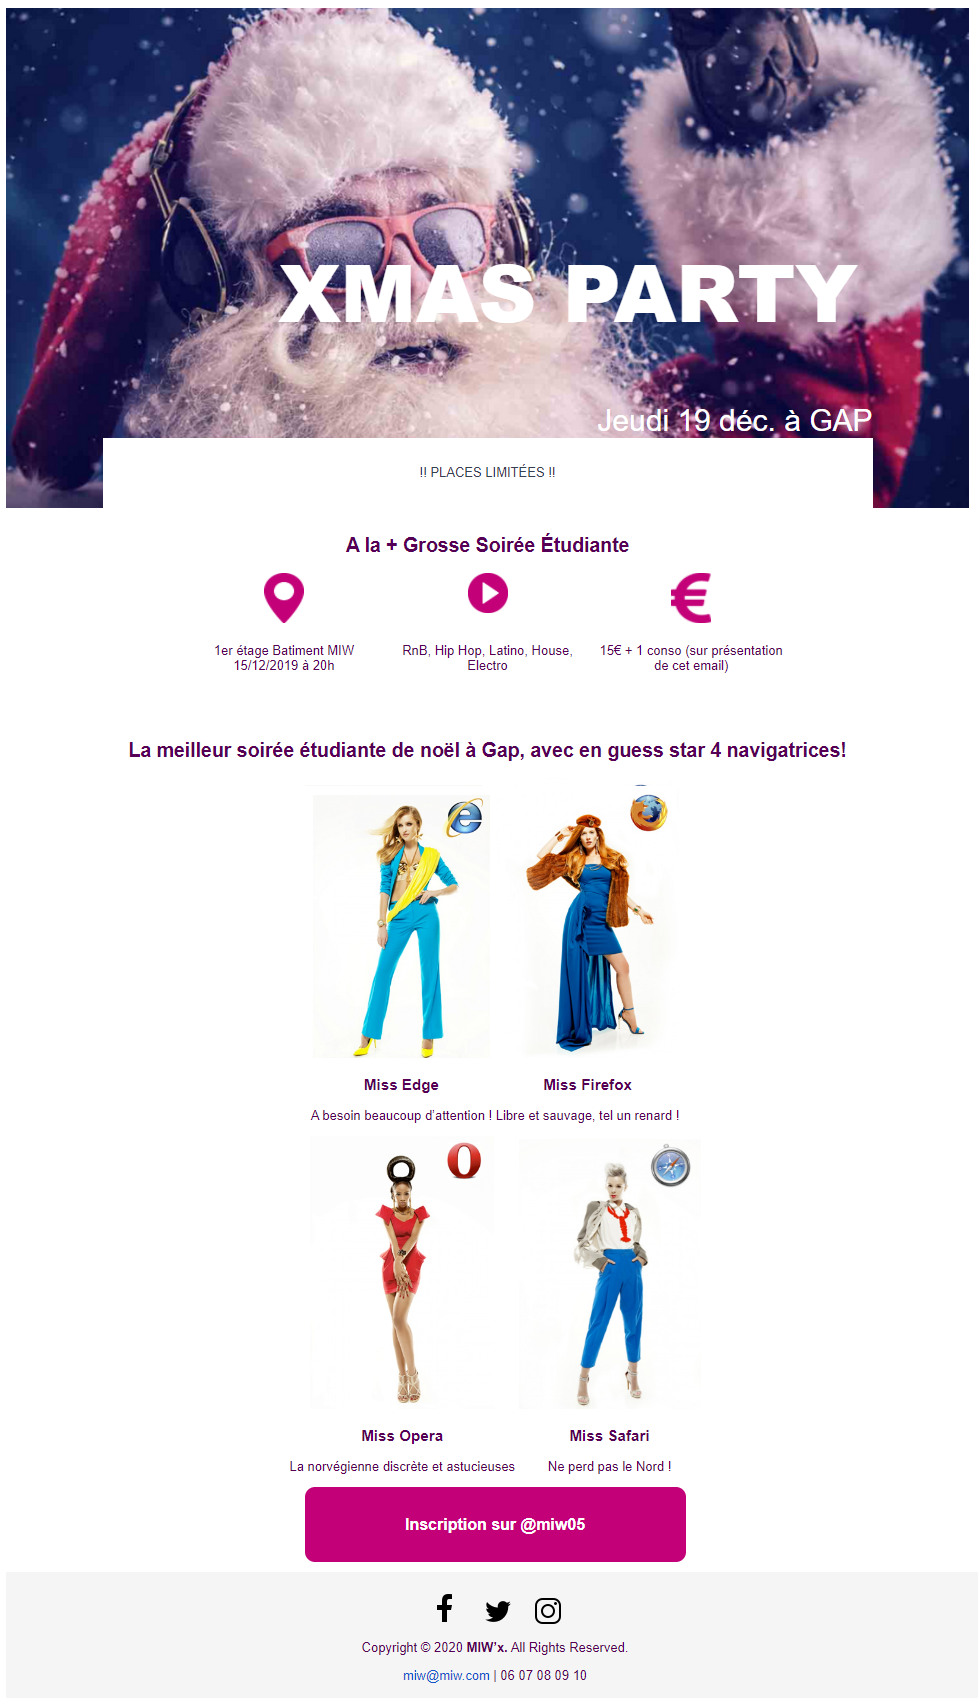 XMAS PARTY
Jeudi 19 déc. à GAP
!! PLACES LIMITÉES !!
A la + Grosse Soirée Étudiante
1er étage Batiment MIW
15/12/2019 à 20h
RnB, Hip Hop, Latino, House,
Electro
15€ + 1 conso (sur présentation
de cet email)
La meilleur soirée étudiante de noël à Gap, avec en guess star 4 navigatrices!
Miss Edge
A besoin beaucoup d’attention !
Miss Firefox
Libre et sauvage, tel un renard !
Miss Opera
La norvégienne discrète et astucieuses
Miss Safari
Ne perd pas le Nord !
Inscription sur @miw05
Copyright © 2020 MIW’x. All Rights Reserved.
miw@miw.com | 06 07 08 09 10